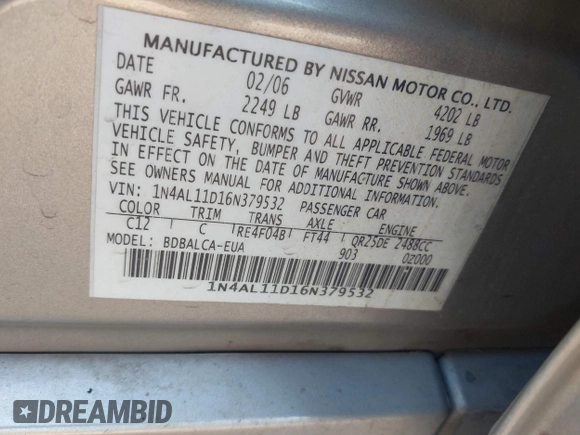 MANUFACTURED BY NISSAN MOTOR CO., LTD.
DATE 02/06 GVWR 4202 LB
GAWR FR. 2249 LB GAWR RR. 1969 LB
THIS VEHICLE CONFORMS TO ALL APPLICABLE FEDERAL MOTOR
VEHICLE SAFETY, BUMPER AND THEFT PREVENTION STANDARDS
IN EFFECT ON THE DATE OF MANUFACTURE SHOWN ABOVE.
SEE OWNERS MANUAL FOR ADDITIONAL INFORMATION.
VIN: 1N4AL11D16N379532 PASSENGER CAR
COLOR TRIM TRANS AXLE ENGINE
C12 C RE4F04B FT44 QR25DE 2488CC
MODEL: BDBALCA-EUA 903 0Z000
1N4AL11D16N379532
DREAMBID